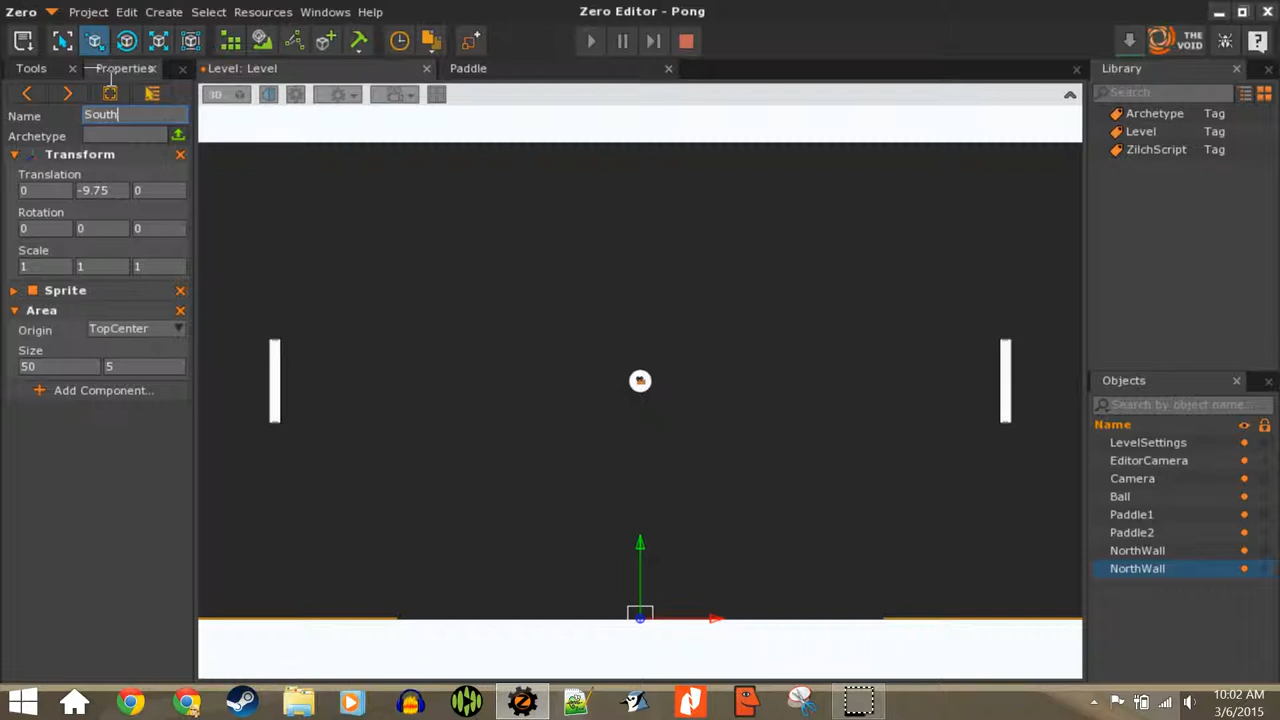 Zero Project Edit Create Select Resources Windows Help Zero Editor - Pong
THE VOID
Tools Properties Level: Level Paddle Library
3D Search
Name South
Archetype
Archetype Tag
Level Tag
ZilchScript Tag
Transform
Translation
0 -9.75 0
Rotation
0 0 0
Scale
1 1 1
Sprite
Area
Origin TopCenter
Size
50 5
Add Component...
Objects
Search by object name...
Name
LevelSettings
EditorCamera
Camera
Ball
Paddle1
Paddle2
NorthWall
NorthWall
10:02 AM
3/6/2015